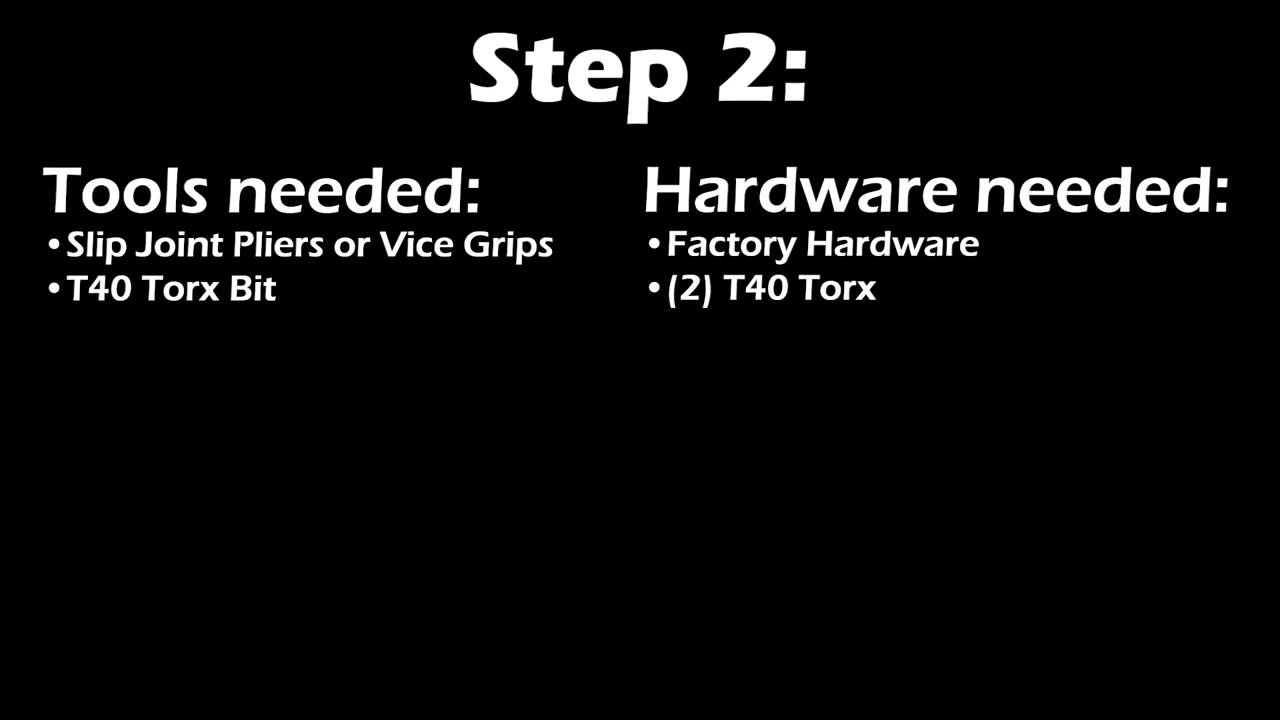 Step 2:
Tools needed:
•Slip Joint Pliers or Vice Grips
•T40 Torx Bit
Hardware needed:
•Factory Hardware
•(2) T40 Torx